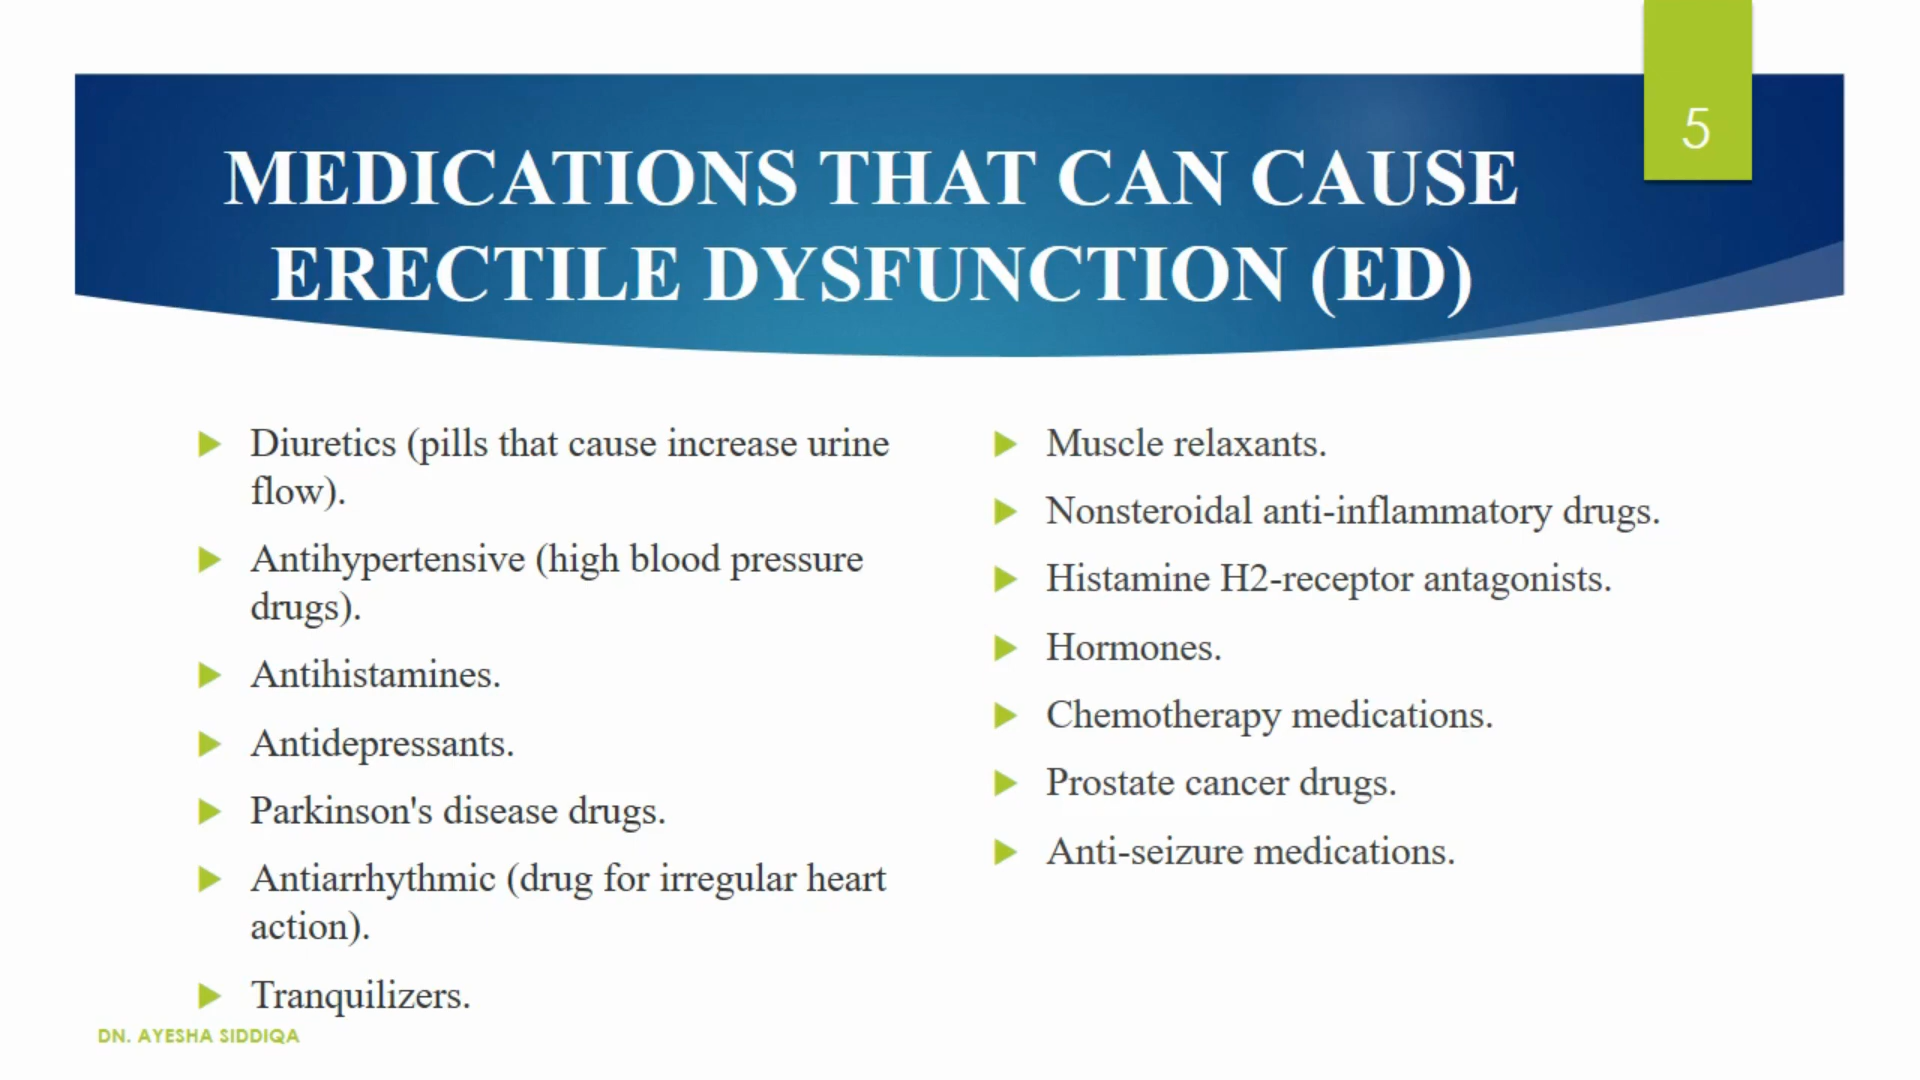 5
MEDICATIONS THAT CAN CAUSE
ERECTILE DYSFUNCTION (ED)
Diuretics (pills that cause increase urine
flow).
Antihypertensive (high blood pressure
drugs).
Antihistamines.
Antidepressants.
Parkinson's disease drugs.
Antiarrhythmic (drug for irregular heart
action).
Tranquilizers.
Muscle relaxants.
Nonsteroidal anti-inflammatory drugs.
Histamine H2-receptor antagonists.
Hormones.
Chemotherapy medications.
Prostate cancer drugs.
Anti-seizure medications.
DN. AYESHA SIDDIQA